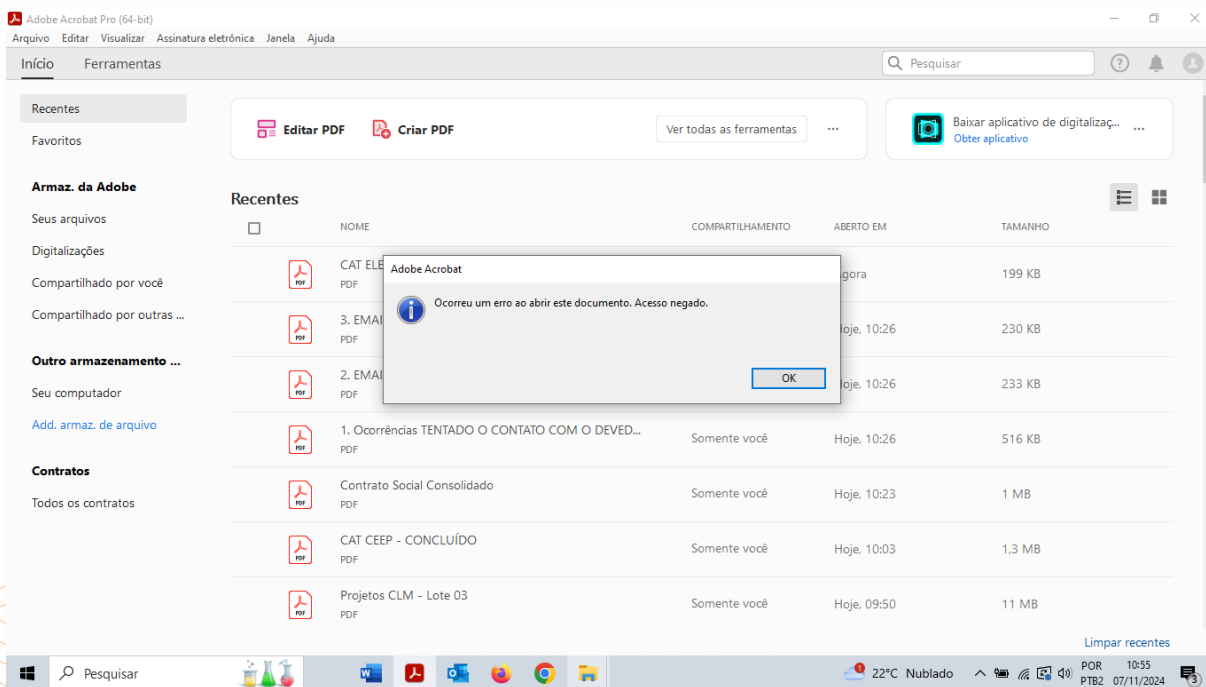 Adobe Acrobat Pro (64-bit)
Arquivo Editar Visualizar Assinatura eletrônica Janela Ajuda
Início Ferramentas
Pesquisar
Recentes
Favoritos
Armaz. da Adobe
Seus arquivos
Digitalizações
Compartilhado por você
Compartilhado por outras ...
Outro armazenamento ...
Seu computador
Add. armaz. de arquivo
Contratos
Todos os contratos
Editar PDF Criar PDF Ver todas as ferramentas ...
Baixar aplicativo de digitalizaç... ...
Obter aplicativo
Recentes
NOME COMPARTILHAMENTO ABERTO EM TAMANHO
CAT ELE
PDF
199 KB
3. EMAI
PDF
Hoje, 10:26 230 KB
2. EMAI
PDF
Hoje, 10:26 233 KB
Adobe Acrobat
Ocorreu um erro ao abrir este documento. Acesso negado.
OK
1. Ocorrências TENTADO O CONTATO COM O DEVED...
PDF
Somente você Hoje, 10:26 516 KB
Contrato Social Consolidado
PDF
Somente você Hoje, 10:23 1 MB
CAT CEEP - CONCLUÍDO
PDF
Somente você Hoje, 10:03 1,3 MB
Projetos CLM - Lote 03
PDF
Somente você Hoje, 09:50 11 MB
Limpar recentes
Pesquisar
1 22°C Nublado
POR
PTB2
10:55
07/11/2024
3